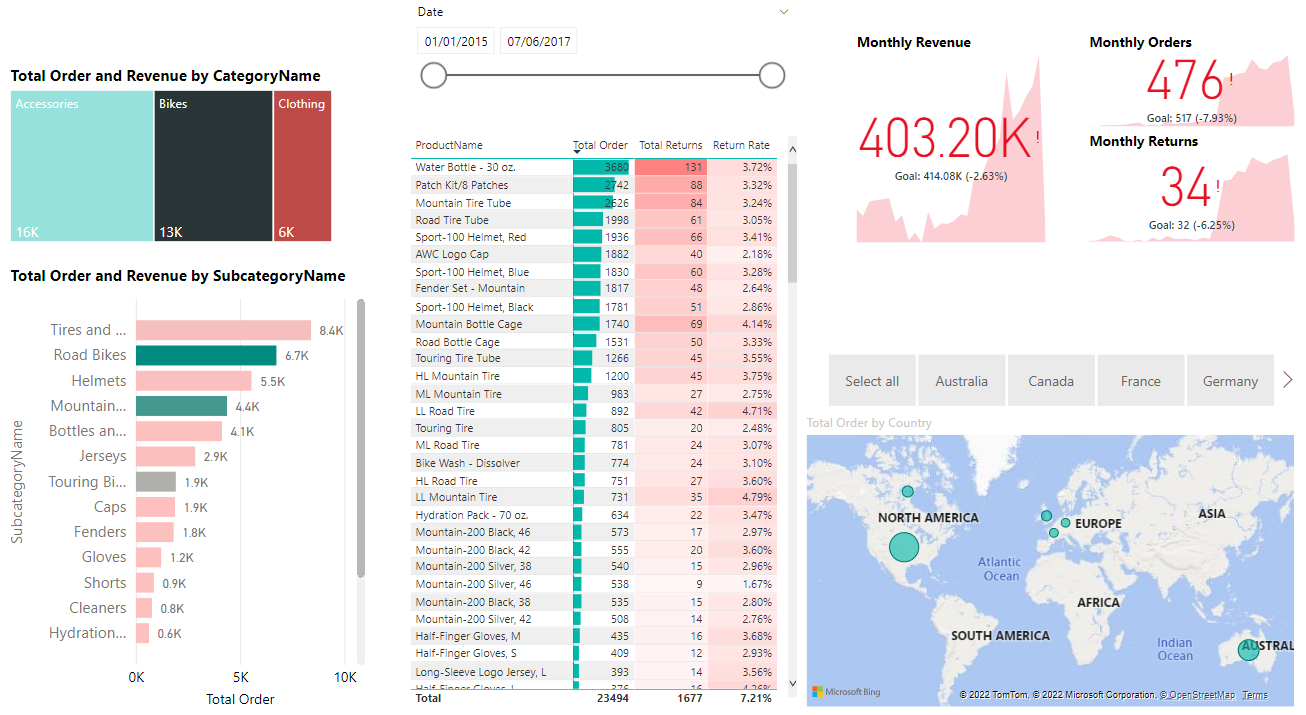 Total Order and Revenue by CategoryName
Accessories
Bikes
Clothing
16K
13K
6K
Total Order and Revenue by SubcategoryName
SubcategoryName
Tires and ... 8.4K
Road Bikes 6.7K
Helmets 5.5K
Mountain... 4.4K
Bottles an... 4.1K
Jerseys 2.9K
Touring Bi... 1.9K
Caps 1.9K
Fenders 1.8K
Gloves 1.2K
Shorts 0.9K
Cleaners 0.8K
Hydration... 0.6K
0K 5K 10K
Total Order
Date
01/01/2015 07/06/2017
ProductName Total Order Total Returns Return Rate
Water Bottle - 30 oz. 3680 131 3.72%
Patch Kit/8 Patches 2742 88 3.32%
Mountain Tire Tube 2626 84 3.24%
Road Tire Tube 1998 61 3.05%
Sport-100 Helmet, Red 1936 66 3.41%
AWC Logo Cap 1882 40 2.18%
Sport-100 Helmet, Blue 1830 60 3.28%
Fender Set - Mountain 1817 48 2.64%
Sport-100 Helmet, Black 1781 51 2.86%
Mountain Bottle Cage 1740 69 4.14%
Road Bottle Cage 1531 50 3.33%
Touring Tire Tube 1266 45 3.55%
HL Mountain Tire 1200 45 3.75%
ML Mountain Tire 983 27 2.75%
LL Road Tire 892 42 4.71%
Touring Tire 805 20 2.48%
ML Road Tire 781 24 3.07%
Bike Wash - Dissolver 774 24 3.10%
HL Road Tire 751 27 3.60%
LL Mountain Tire 731 35 4.79%
Hydration Pack - 70 oz. 634 22 3.47%
Mountain-200 Black, 46 573 17 2.97%
Mountain-200 Black, 42 555 20 3.60%
Mountain-200 Silver, 38 540 15 2.96%
Mountain-200 Silver, 46 538 9 1.67%
Mountain-200 Black, 38 535 15 2.80%
Mountain-200 Silver, 42 508 14 2.76%
Half-Finger Gloves, M 435 16 3.68%
Half-Finger Gloves, S 409 12 2.93%
Long-Sleeve Logo Jersey, L 393 14 3.56%
Total 23494 1677 7.21%
Monthly Revenue
403.20K!
Goal: 414.08K (-2.63%)
Monthly Orders
476!
Goal: 517 (-7.93%)
Monthly Returns
34!
Goal: 32 (-6.25%)
Select all
Australia
Canada
France
Germany
Total Order by Country
NORTH AMERICA
EUROPE
ASIA
Atlantic
Ocean
AFRICA
SOUTH AMERICA
Indian
Ocean
AUSTRAL
Microsoft Bing
© 2022 TomTom, © 2022 Microsoft Corporation, © OpenStreetMap Terms